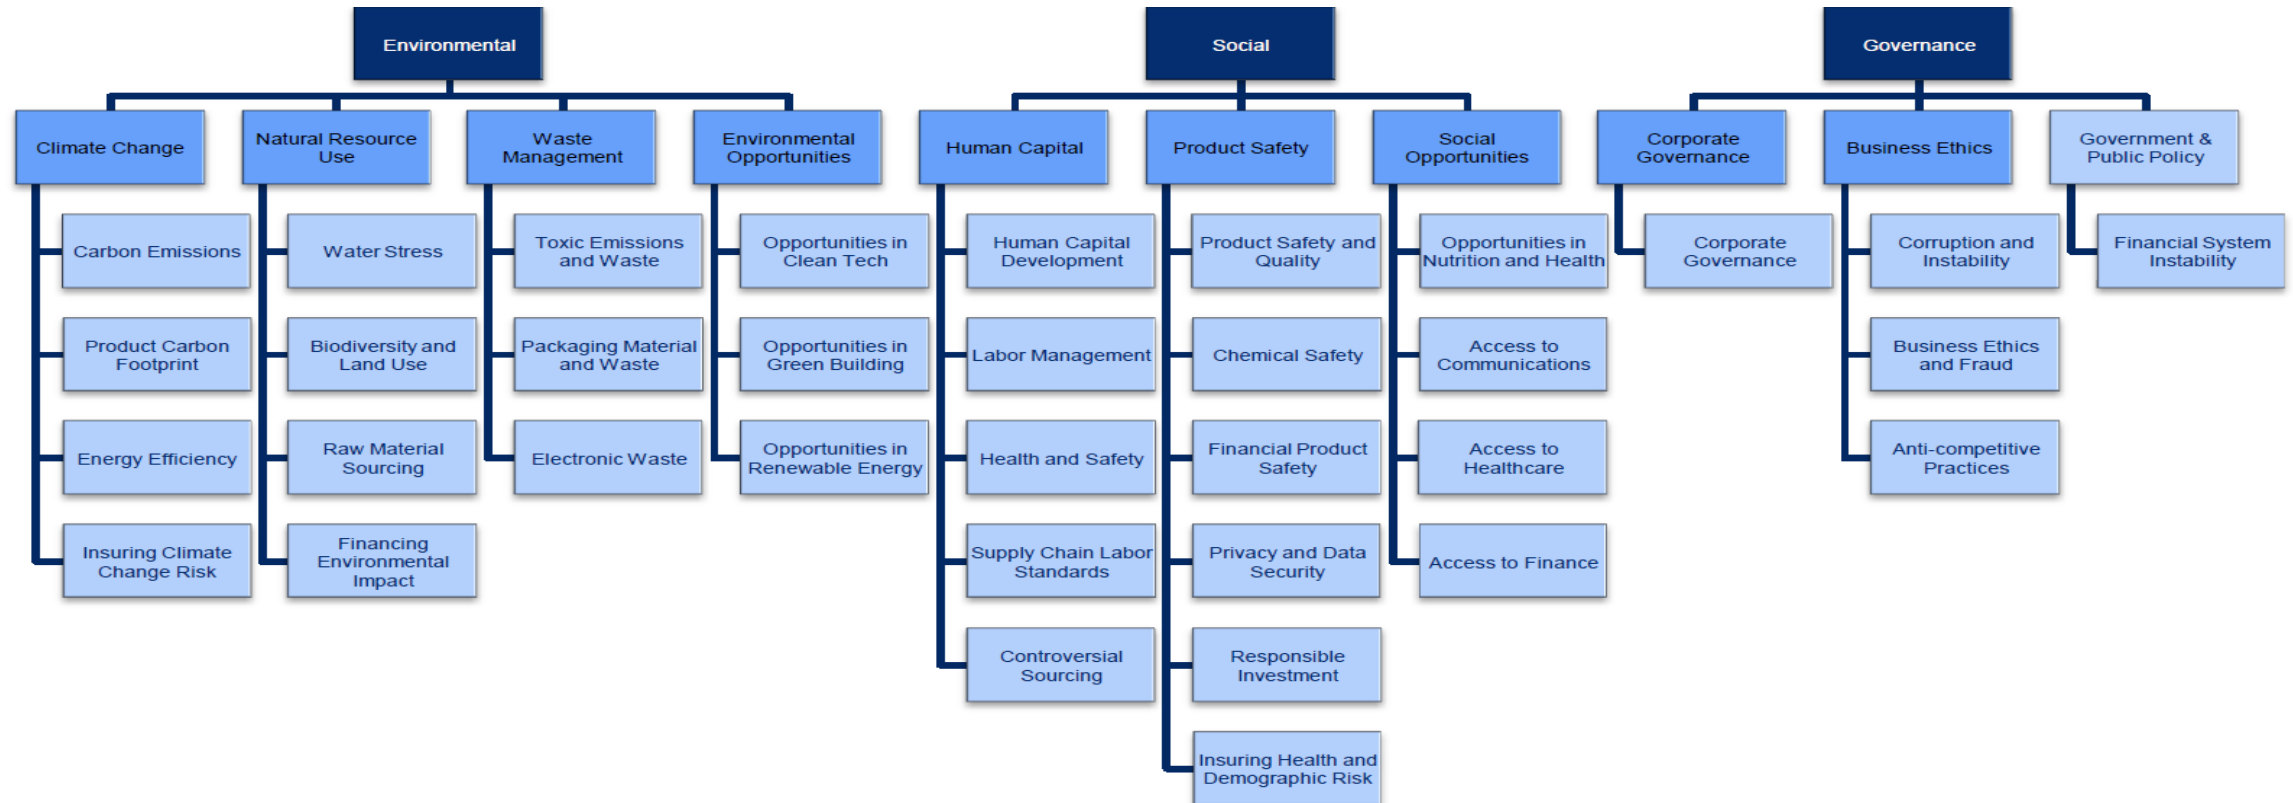 Environmental
Social
Governance
Climate Change
Natural Resource
Use
Waste
Management
Environmental
Opportunities
Human Capital
Product Safety
Social
Opportunities
Corporate
Governance
Business Ethics
Government &
Public Policy
Carbon Emissions
Water Stress
Toxic Emissions
and Waste
Opportunities in
Clean Tech
Human Capital
Development
Product Safety and
Quality
Opportunities in
Nutrition and Health
Corporate
Governance
Corruption and
Instability
Financial System
Instability
Product Carbon
Footprint
Biodiversity and
Land Use
Packaging Material
and Waste
Opportunities in
Green Building
Labor Management
Chemical Safety
Access to
Communications
Business Ethics
and Fraud
Energy Efficiency
Raw Material
Sourcing
Electronic Waste
Opportunities in
Renewable Energy
Health and Safety
Financial Product
Safety
Access to
Healthcare
Anti-competitive
Practices
Insuring Climate
Change Risk
Financing
Environmental
Impact
Supply Chain Labor
Standards
Privacy and Data
Security
Access to Finance
Controversial
Sourcing
Responsible
Investment
Insuring Health and
Demographic Risk